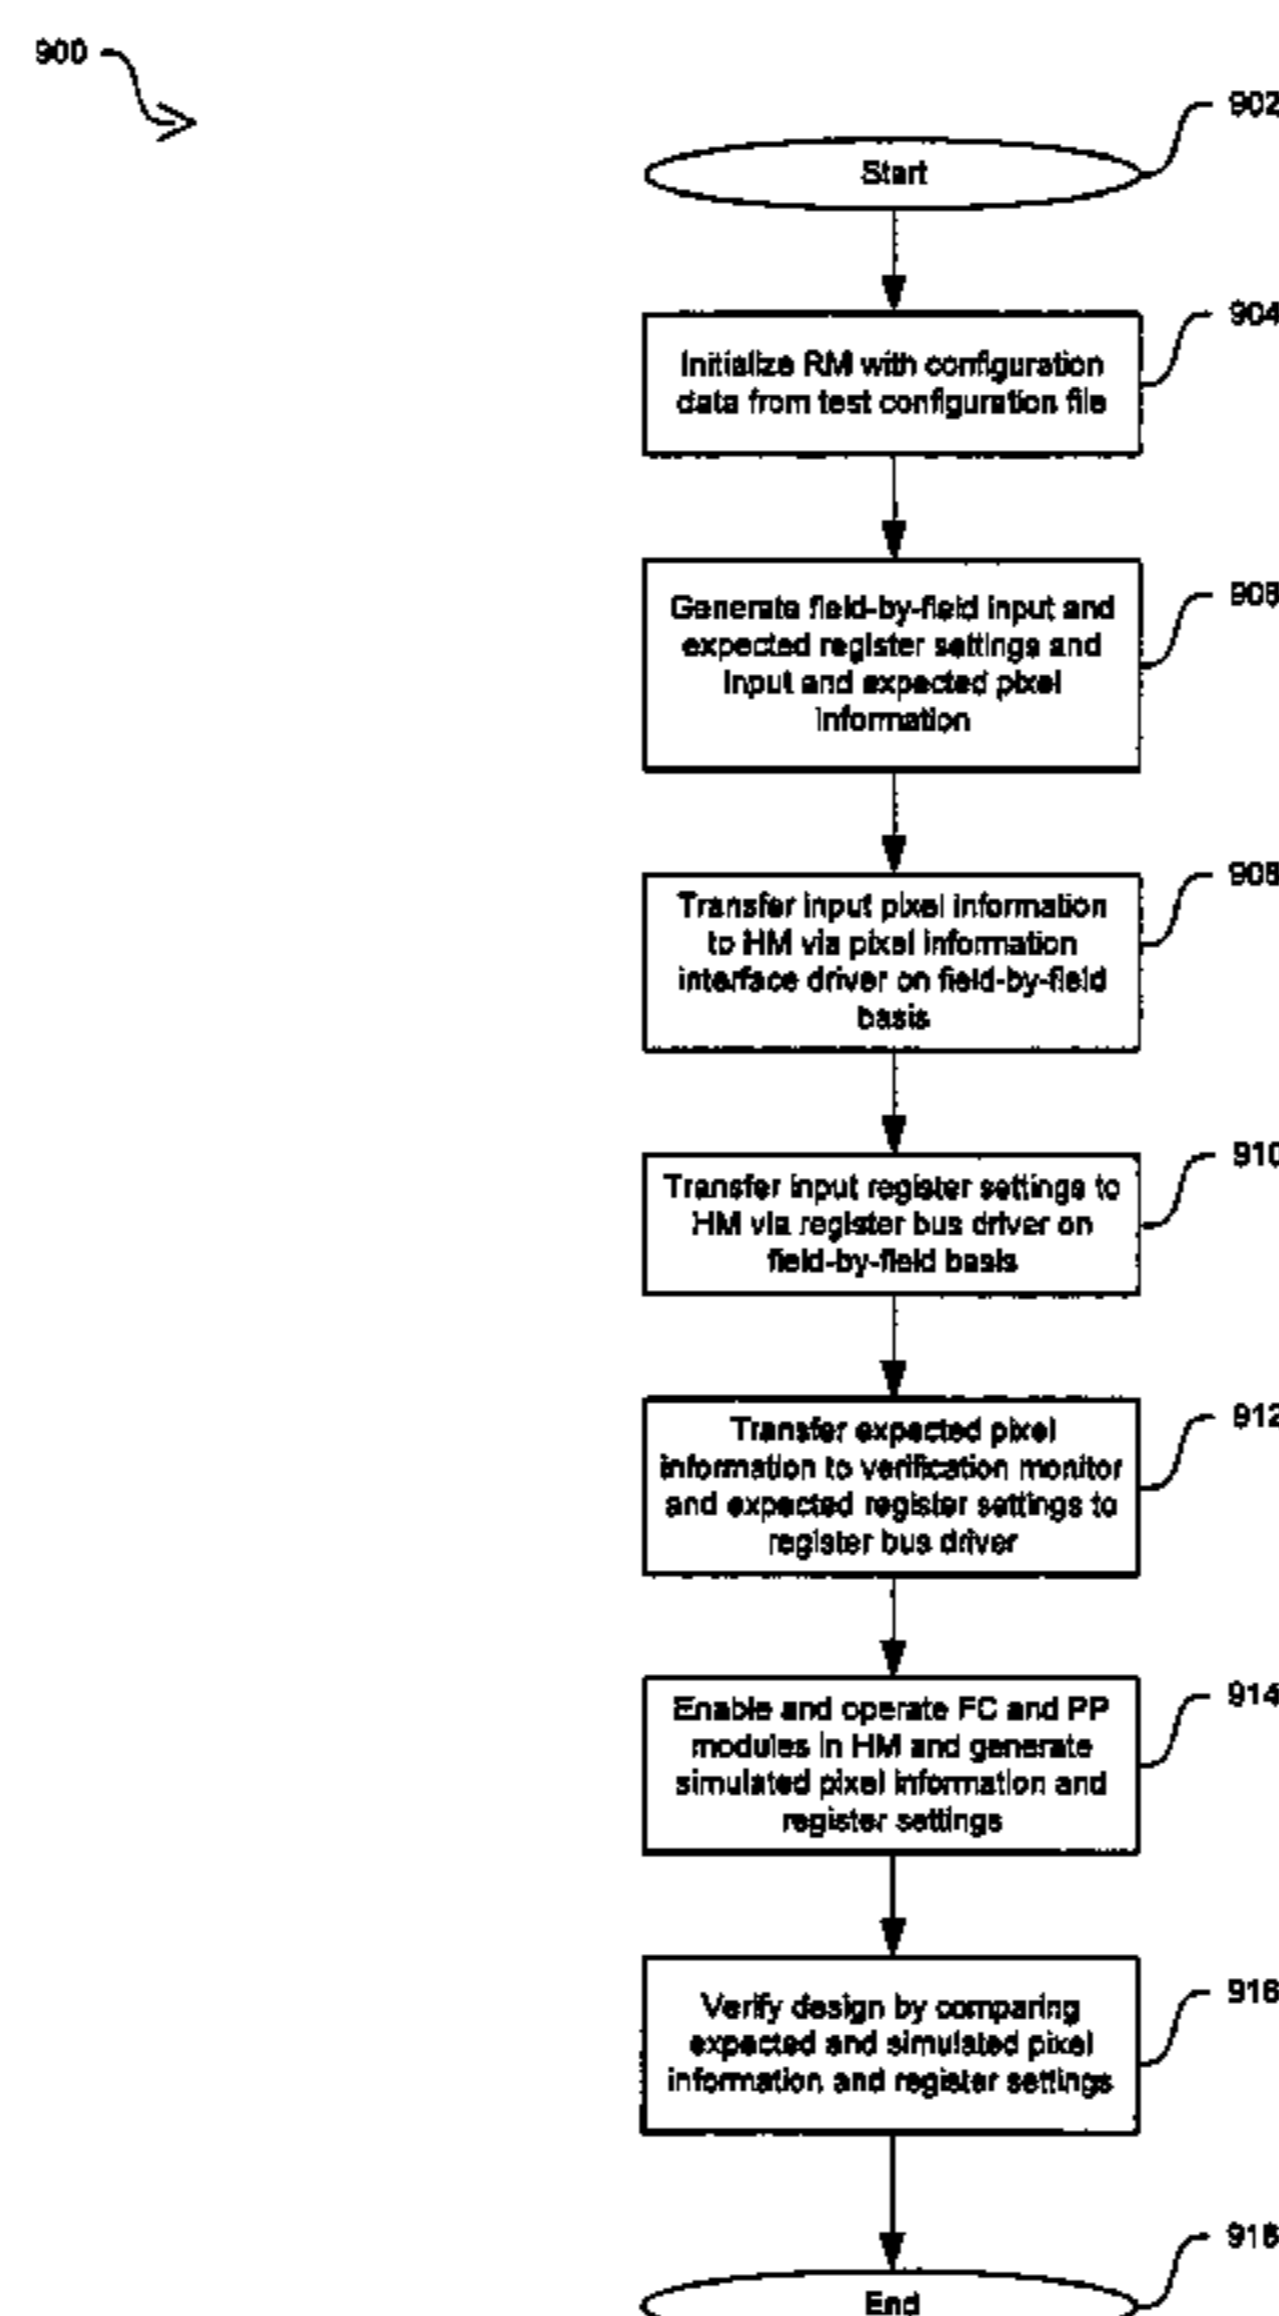 900
902
Start
904
Initialize RM with configuration
data from test configuration file
906
Generate field-by-field input and
expected register settings and
input and expected pixel
information
908
Transfer input pixel information
to HM via pixel information
interface driver on field-by-field
basis
910
Transfer input register settings to
HM via register bus driver on
field-by-field basis
912
Transfer expected pixel
information to verification monitor
and expected register settings to
register bus driver
914
Enable and operate FC and PP
modules in HM and generate
simulated pixel information and
register settings
916
Verify design by comparing
expected and simulated pixel
information and register settings
918
End